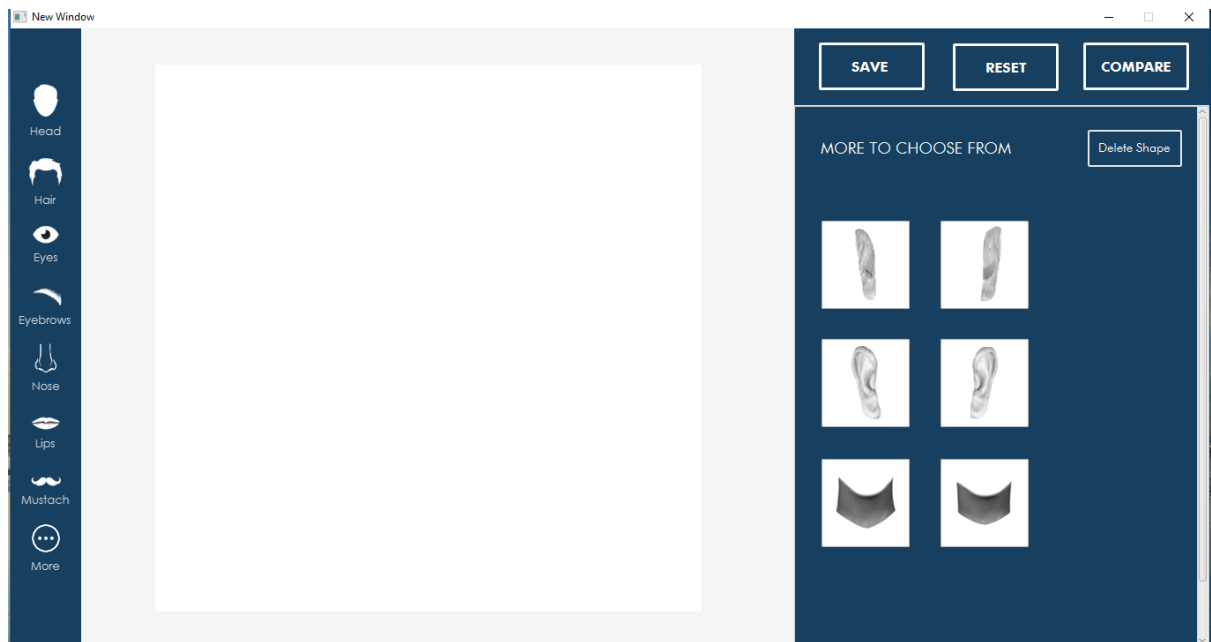 New Window
Head
Hair
Eyes
Eyebrows
Nose
Lips
Mustach
More
SAVE
RESET
COMPARE
MORE TO CHOOSE FROM
Delete Shape